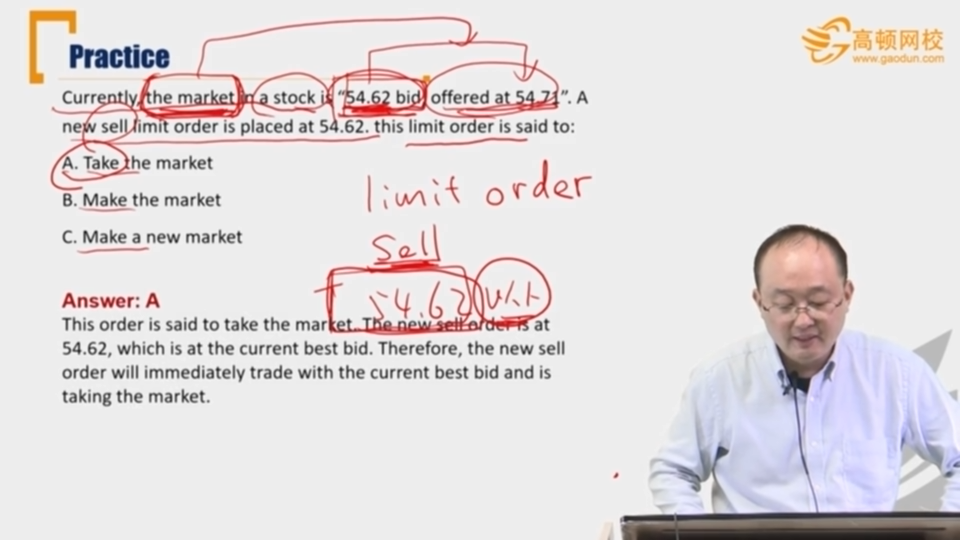 Practice
高顿网校
www.gaodun.com
Currently, the market in a stock is “54.62 bid, offered at 54.71”. A
new sell limit order is placed at 54.62. this limit order is said to:
A. Take the market
B. Make the market
C. Make a new market
limit order
sell
54.62 以上
Answer: A
This order is said to take the market. The new sell order is at
54.62, which is at the current best bid. Therefore, the new sell
order will immediately trade with the current best bid and is
taking the market.